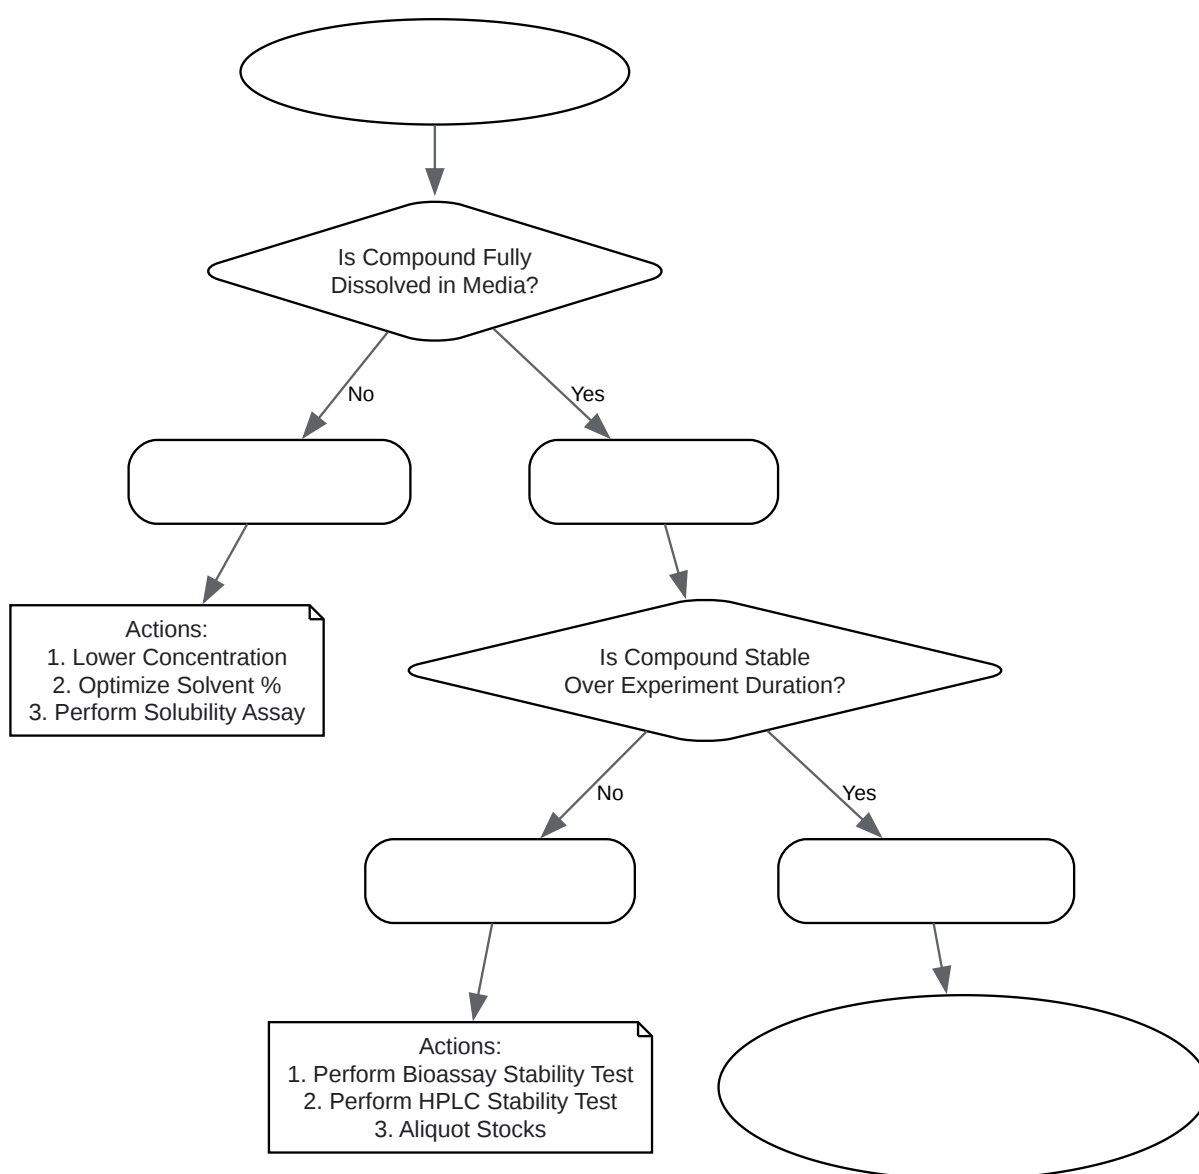 Is Compound Fully
Dissolved in Media?
No
Yes
Actions:
1. Lower Concentration
2. Optimize Solvent %
3. Perform Solubility Assay
Is Compound Stable
Over Experiment Duration?
No
Yes
Actions:
1. Perform Bioassay Stability Test
2. Perform HPLC Stability Test
3. Aliquot Stocks